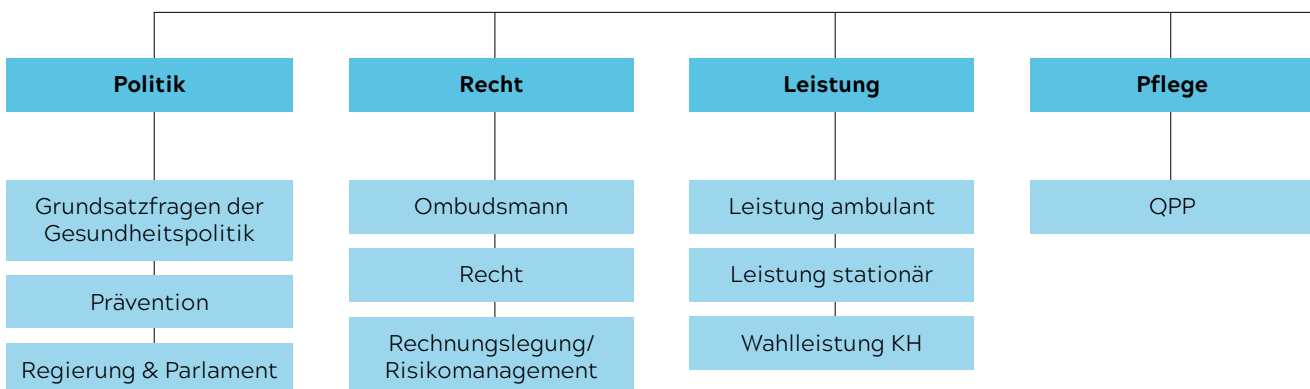 Politik
Grundsatzfragen der
Gesundheitspolitik
Prävention
Regierung & Parlament
Recht
Ombudsmann
Recht
Rechnungslegung/
Risikomanagement
Leistung
Leistung ambulant
Leistung stationär
Wahlleistung KH
Pflege
QPP